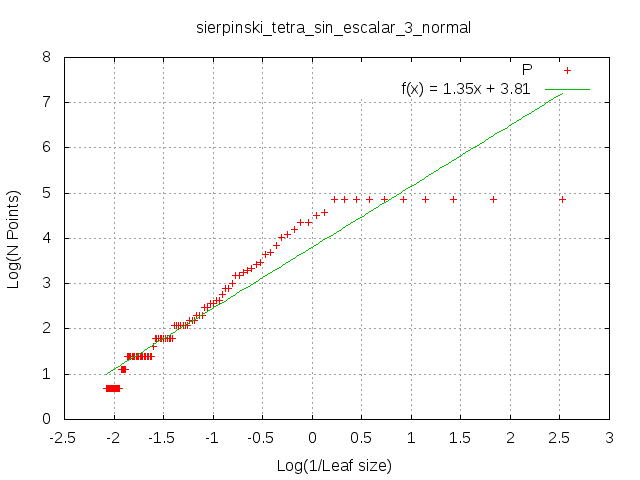 sierpinski_tetra_sin_escalar_3_normal
8
7
6
5
4
3
2
1
0
Log(N Points)
P
f(x) = 1.35x + 3.81
-2.5 -2 -1.5 -1 -0.5 0 0.5 1 1.5 2 2.5 3
Log(1/Leaf size)